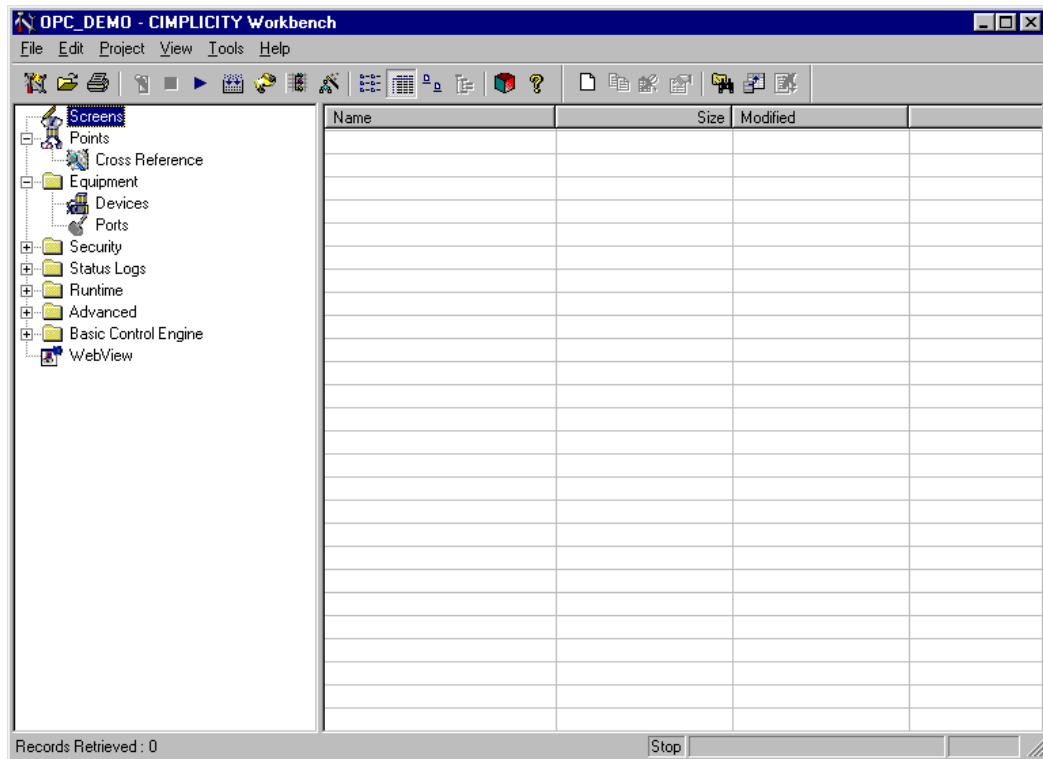 OPC_DEMO - CIMPLICITY Workbench
File Edit Project View Tools Help
Name Size Modified
Screens
Points
Cross Reference
Equipment
Devices
Ports
Security
Status Logs
Runtime
Advanced
Basic Control Engine
WebView
Records Retrieved : 0 Stop